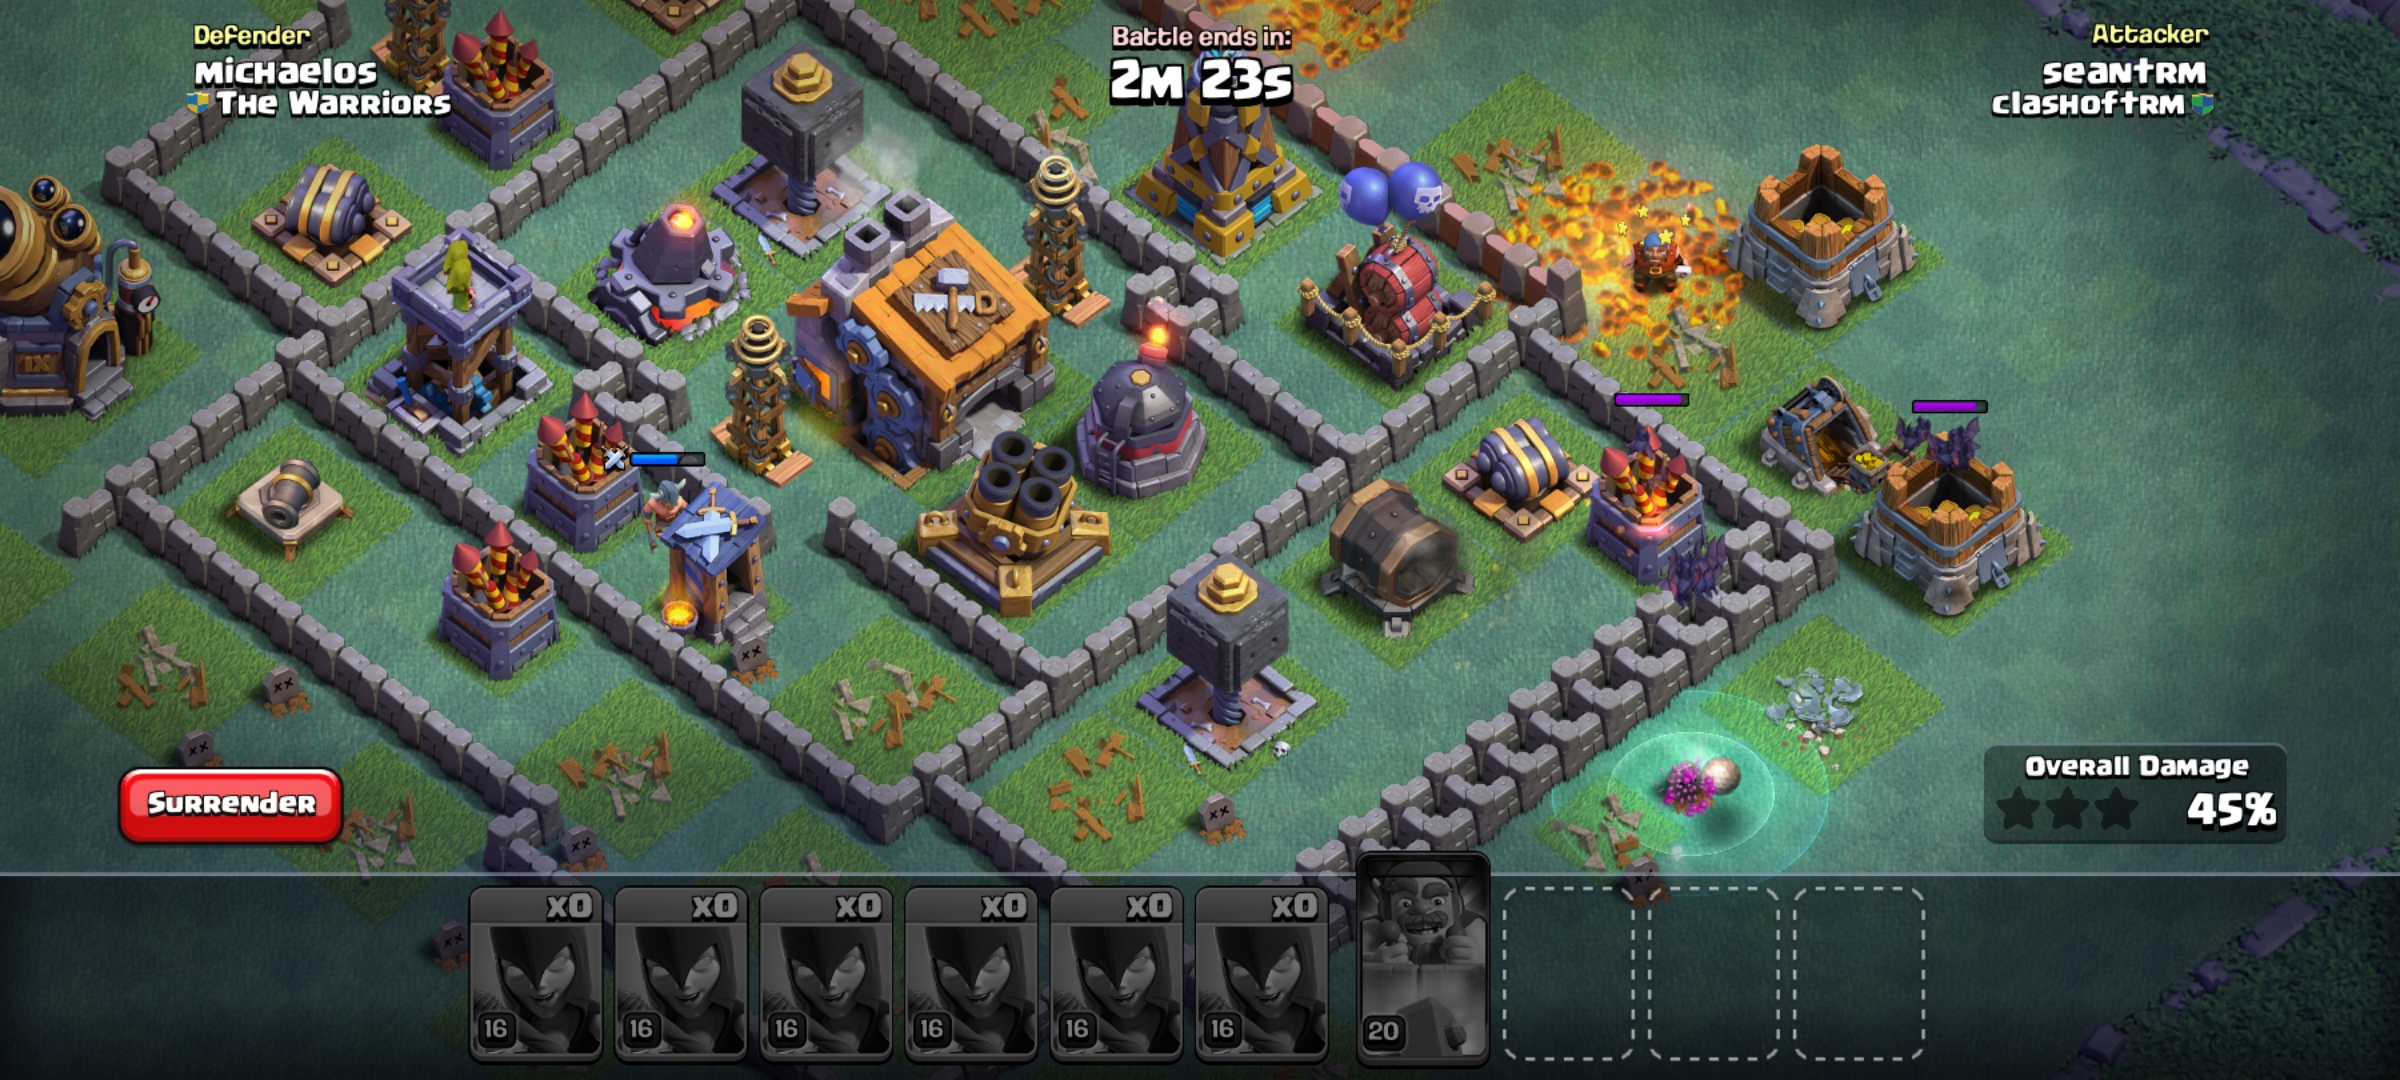 Defender
Michaelos
The Warriors
Battle ends in:
2M 23s
Attacker
seantRM
clashoftRM
IX
Surrender
Overall Damage
45%
x0
x0
x0
x0
x0
x0
16
16
16
16
16
16
20